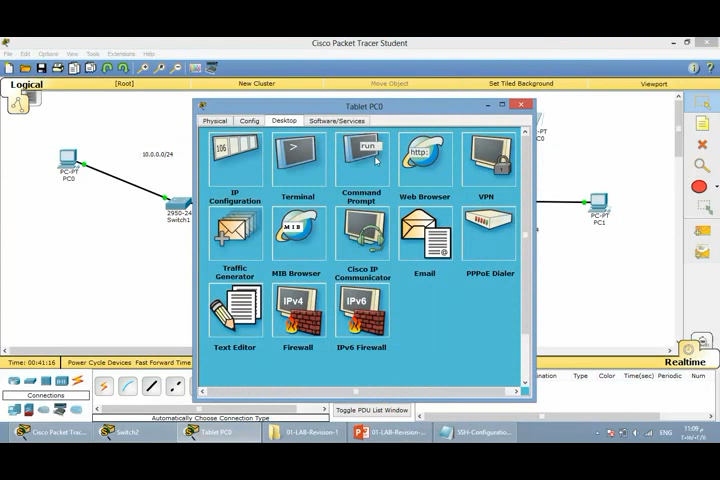 Cisco Packet Tracer Student
File Edit Options View Tools Extensions Help
Logical
[Root]
New Cluster
Move Object
Set Tiled Background
Viewport
Tablet PC0
Physical Config Desktop Software/Services
106
>
run
http:
IP Configuration
Terminal
Command Prompt
Web Browser
VPN
MIB
Traffic Generator
MIB Browser
Cisco IP Communicator
Email
PPPoE Dialer
IPv4
IPv6
Text Editor
Firewall
IPv6 Firewall
10.0.0.0/24
PC-PT
PC0
2950-24
Switch1
PC-PT
PC1
Time: 00:41:16
Power Cycle Devices Fast Forward Time
Realtime
Connections
Automatically Choose Connection Type
Toggle PDU List Window
Type Color Time(sec) Periodic Num
Cisco Packet Trac...
Switch2
Tablet PC0
01-LAB-Revision-1
01-LAB-Revision-...
SSH-Configuratio...
ENG
11:09